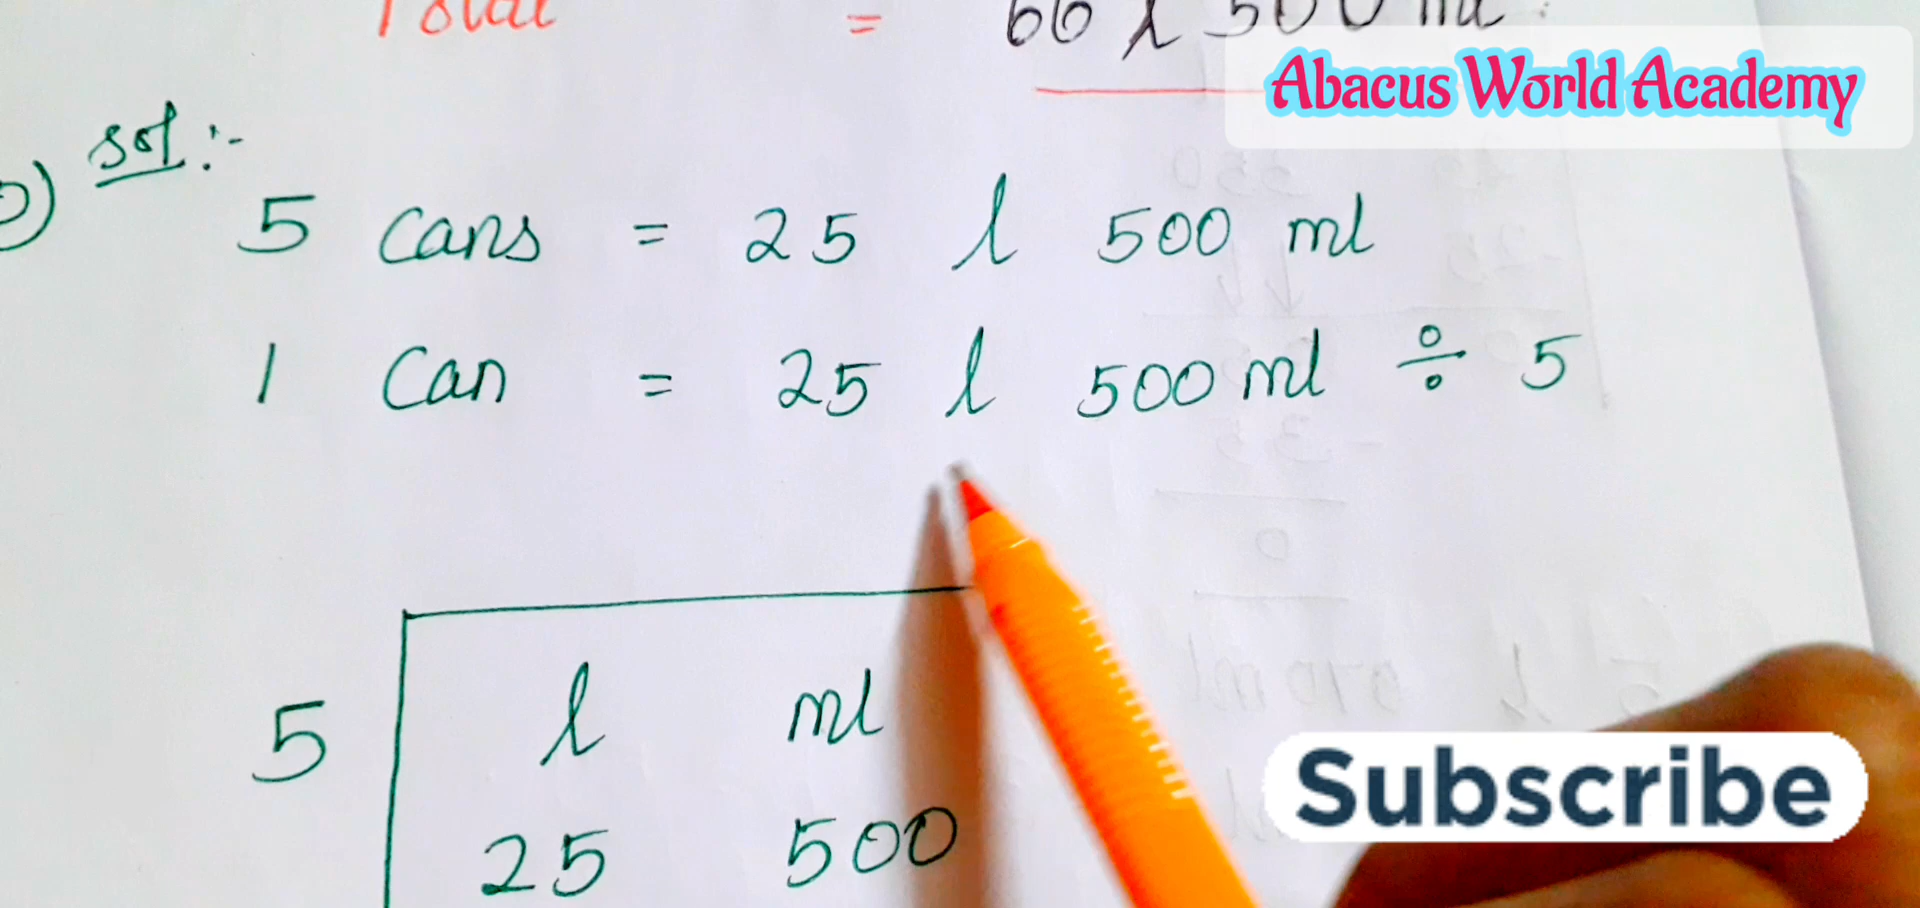 Total = 66 l 500 ml
Abacus World Academy
sol :-
5 cans = 25 l 500 ml
1 Can = 25 l 500 ml ÷ 5
5 l ml
25 500
Subscribe